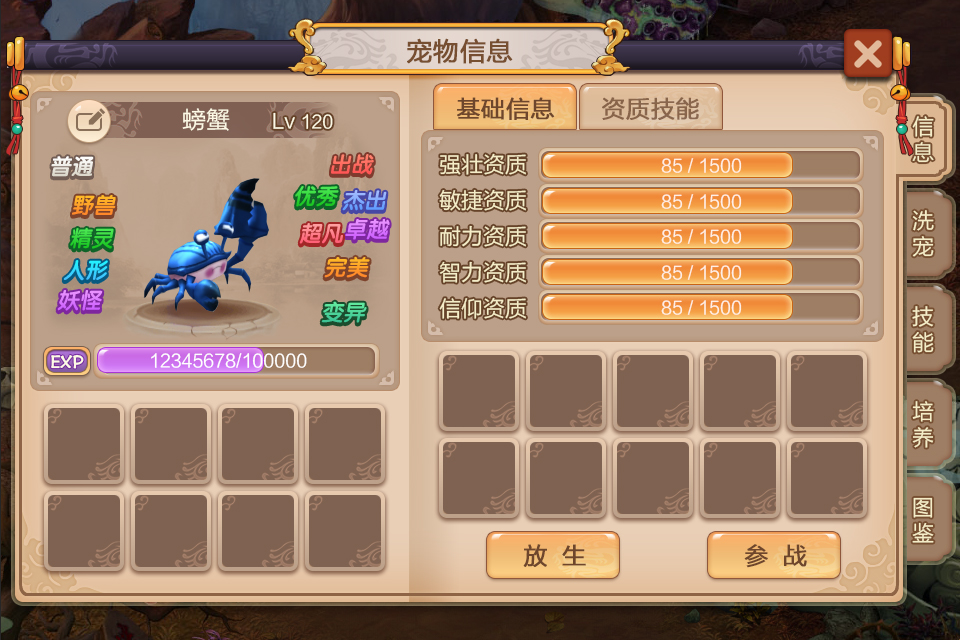 宠物信息
螃蟹 Lv 120
普通
野兽
精灵
人形
妖怪
出战
优秀 杰出
超凡 卓越
完美
变异
EXP 12345678/100000
基础信息 资质技能
强壮资质 85 / 1500
敏捷资质 85 / 1500
耐力资质 85 / 1500
智力资质 85 / 1500
信仰资质 85 / 1500
放 生 参 战
信息
洗宠
技能
培养
图鉴